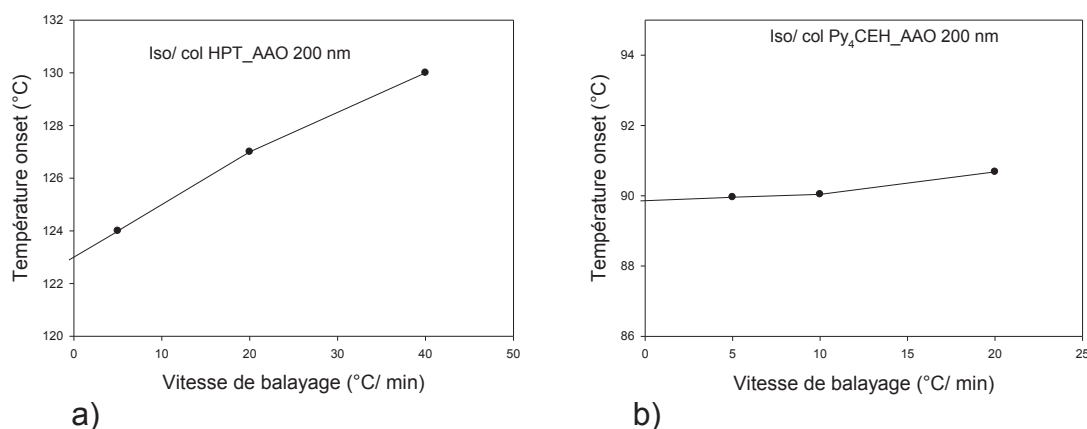 Iso/ col HPT_AAO 200 nm
Température onset (°C)
130
128
126
124
122
120
0 10 20 30 40 50
Vitesse de balayage (°C/ min)
a)
Iso/ col Py₄CEH_AAO 200 nm
Température onset (°C)
94
92
90
88
86
0 5 10 15 20 25
Vitesse de balayage (°C/ min)
b)